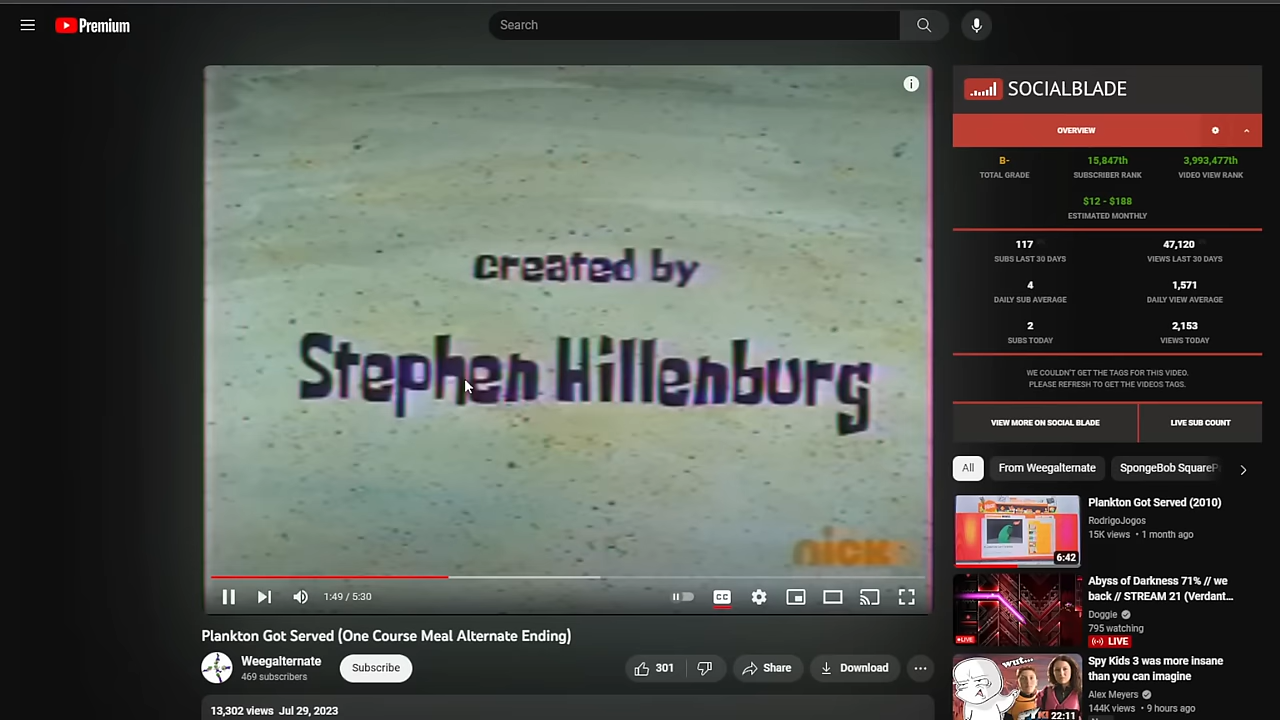 Premium
Search
created by
Stephen Hillenburg
nick
1:49 / 5:30
CC
Plankton Got Served (One Course Meal Alternate Ending)
Weegalternate
469 subscribers
Subscribe
301
Share
Download
13,302 views Jul 29, 2023
SOCIALBLADE
OVERVIEW
B-
TOTAL GRADE
15,847th
SUBSCRIBER RANK
3,993,477th
VIDEO VIEW RANK
$12 - $188
ESTIMATED MONTHLY
117
SUBS LAST 30 DAYS
47,120
VIEWS LAST 30 DAYS
4
DAILY SUB AVERAGE
1,571
DAILY VIEW AVERAGE
2
SUBS TODAY
2,153
VIEWS TODAY
WE COULDN'T GET THE TAGS FOR THIS VIDEO.
PLEASE REFRESH TO GET THE VIDEOS TAGS.
VIEW MORE ON SOCIAL BLADE
LIVE SUB COUNT
All
From Weegalternate
SpongeBob SquareP
Plankton Got Served (2010)
RodrigoJogos
15K views • 1 month ago
6:42
Abyss of Darkness 71% // we
back // STREAM 21 (Verdant...
Doggie
795 watching
LIVE
LIVE
wut...
Spy Kids 3 was more insane
than you can imagine
Alex Meyers
144K views • 9 hours ago
22:11